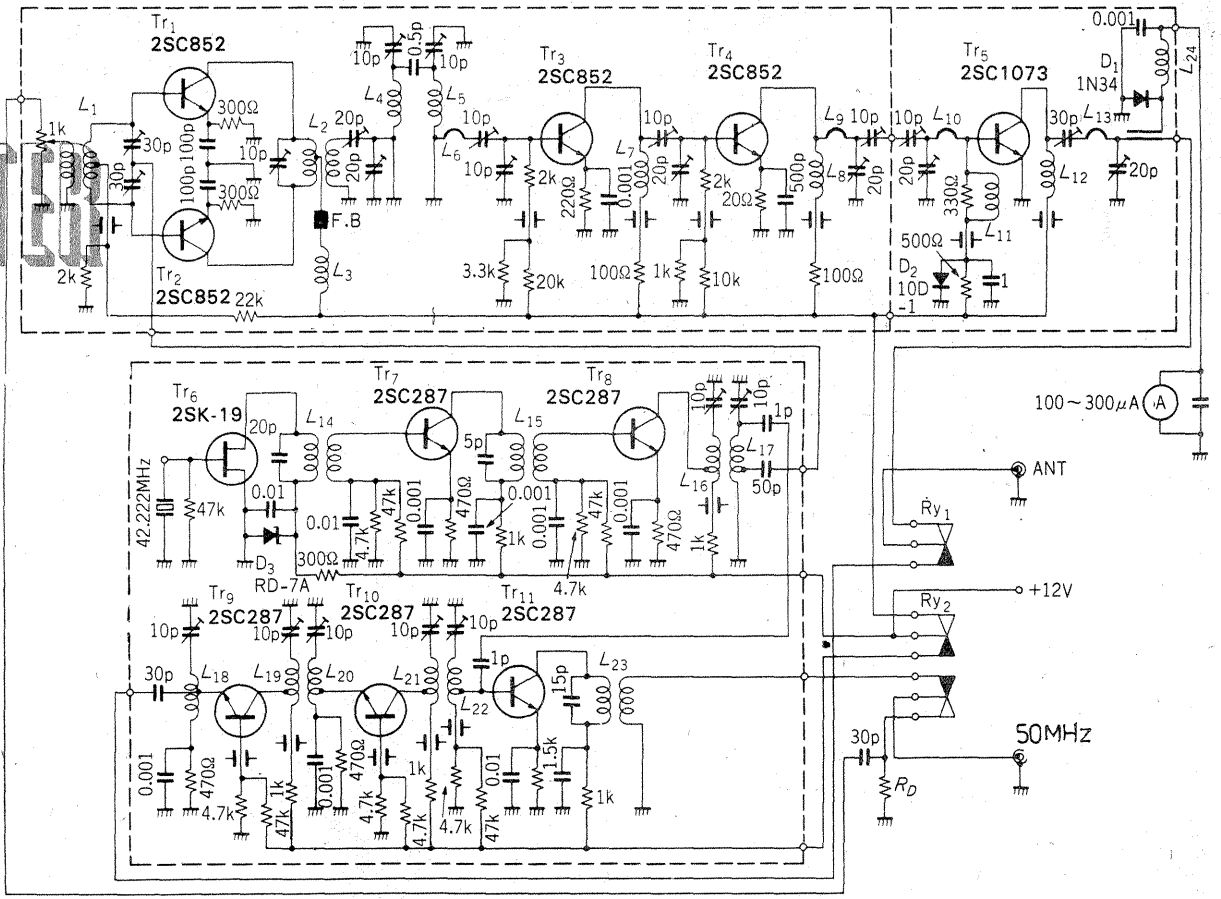 Tr1
2SC852
Tr2
2SC852
Tr3
2SC852
Tr4
2SC852
Tr5
2SC1073
1k
L1
30p
30p
2k
22k
100p
100p
300Ω
300Ω
10p
L2
20p
20p
F.B
L3
10p
0.5p
10p
L4
L5
L6
10p
10p
2k
3.3k
20k
220Ω
0.001
L7
100Ω
10p
20p
2k
1k
10k
20Ω
500p
L8
100Ω
L9
10p
20p
10p
20p
L10
330Ω
L11
500Ω
D2
10D
1
-1
L12
30p
L13
20p
0.001
D1
1N34
L24
100~300μA
A
ANT
Ry1
+12V
Ry2
50MHz
30p
RD
Tr6
2SK-19
42.222MHz
47k
20p
L14
0.01
D3
RD-7A
300Ω
Tr7
2SC287
0.01
4.7k
47k
0.001
470Ω
0.001
5p
L15
1k
Tr8
2SC287
0.001
4.7k
47k
0.001
470Ω
10p
10p
1p
L16
L17
50p
1k
Tr9
2SC287
10p
30p
L18
0.001
470Ω
4.7k
47k
10p
10p
L19
L20
1k
0.001
470Ω
Tr10
2SC287
4.7k
4.7k
10p
10p
L21
L22
1k
4.7k
47k
Tr11
2SC287
1p
0.01
1.5k
15p
L23
1k